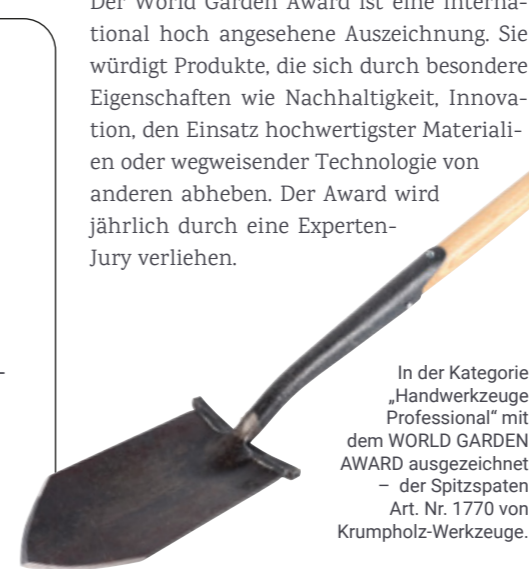 Der World Garden Award ist eine interna-
tional hoch angesehene Auszeichnung. Sie
würdigt Produkte, die sich durch besondere
Eigenschaften wie Nachhaltigkeit, Innova-
tion, den Einsatz hochwertigster Materiali-
en oder wegweisender Technologie von
anderen abheben. Der Award wird
jährlich durch eine Experten-
Jury verliehen.
In der Kategorie
„Handwerkzeuge
Professional“ mit
dem WORLD GARDEN
AWARD ausgezeichnet
– der Spitzspaten
Art. Nr. 1770 von
Krumpholz-Werkzeuge.